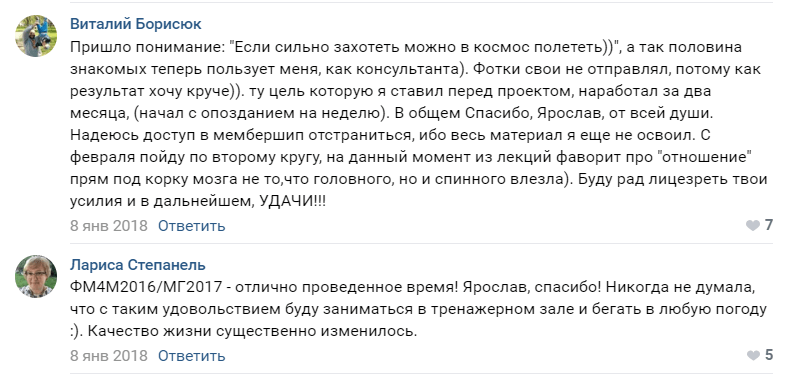 Виталий Борисюк
Пришло понимание: "Если сильно захотеть можно в космос полететь))", а так половина
знакомых теперь пользует меня, как консультанта). Фотки свои не отправлял, потому как
результат хочу круче)). ту цель которую я ставил перед проектом, наработал за два
месяца, (начал с опозданием на неделю). В общем Спасибо, Ярослав, от всей души.
Надеюсь доступ в мембершип отстраниться, ибо весь материал я еще не освоил. С
февраля пойду по второму кругу, на данный момент из лекций фаворит про "отношение"
прям под корку мозга не то,что головного, но и спинного влезла). Буду рад лицезреть твои
усилия и в дальнейшем, УДАЧИ!!!
8 янв 2018 Ответить 7
Лариса Степанель
ФМ4М2016/МГ2017 - отлично проведенное время! Ярослав, спасибо! Никогда не думала,
что с таким удовольствием буду заниматься в тренажерном зале и бегать в любую погоду
:). Качество жизни существенно изменилось.
8 янв 2018 Ответить 5